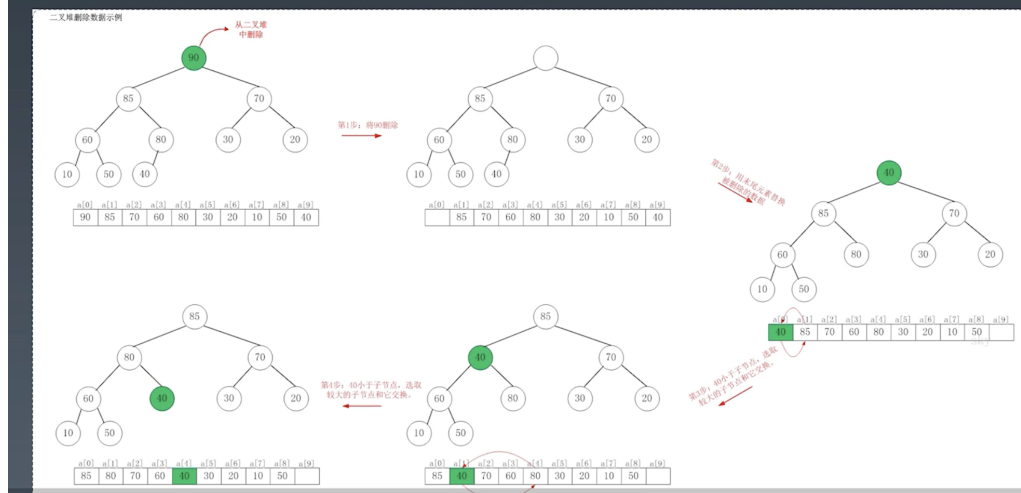 二叉堆删除数据示例
从二叉堆
中删除
90
85 70
60 80 30 20
10 50 40
a[0] a[1] a[2] a[3] a[4] a[5] a[6] a[7] a[8] a[9]
90 85 70 60 80 30 20 10 50 40
第1步：将90删除
85 70
60 80 30 20
10 50 40
a[0] a[1] a[2] a[3] a[4] a[5] a[6] a[7] a[8] a[9]
85 70 60 80 30 20 10 50 40
第2步：用末尾元素替换
被删除的数据
40
85 70
60 80 30 20
10 50
a[0] a[1] a[2] a[3] a[4] a[5] a[6] a[7] a[8] a[9]
40 85 70 60 80 30 20 10 50
sky
第3步：40小于子节点，选取
较大的子节点和它交换。
85
40 70
60 80 30 20
10 50
a[0] a[1] a[2] a[3] a[4] a[5] a[6] a[7] a[8] a[9]
85 40 70 60 80 30 20 10 50
第4步：40小于子节点，选取
较大的子节点和它交换。
85
80 70
60 40 30 20
10 50
a[0] a[1] a[2] a[3] a[4] a[5] a[6] a[7] a[8] a[9]
85 80 70 60 40 30 20 10 50